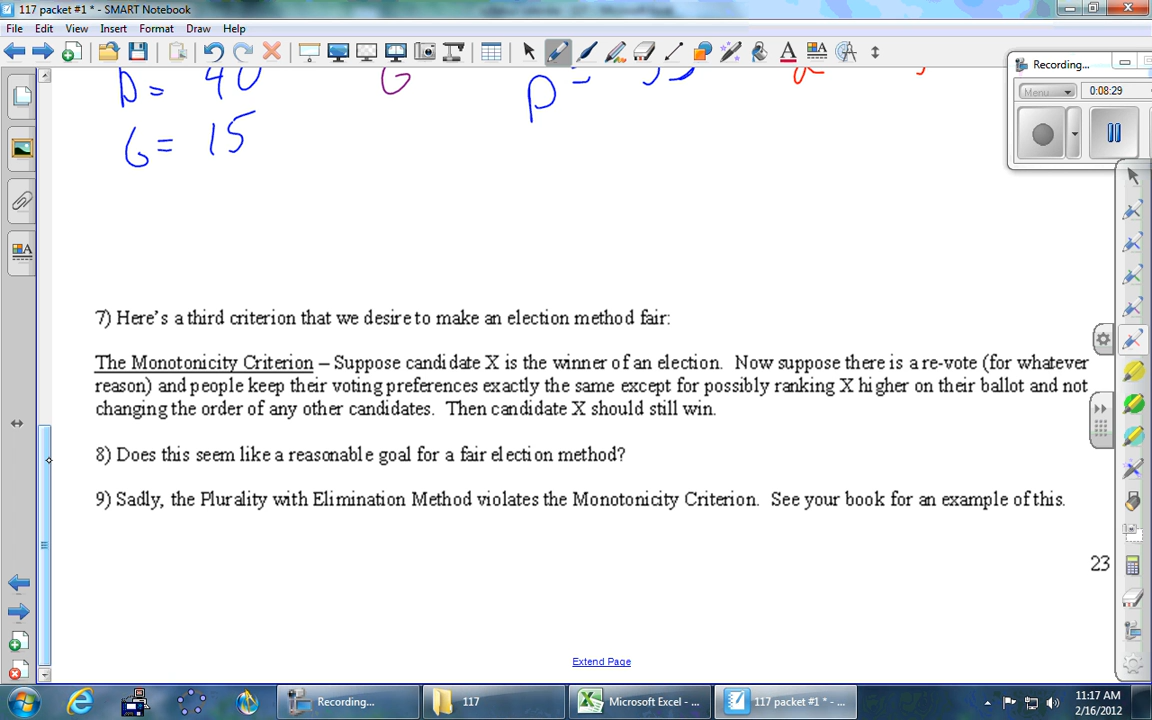 117 packet #1 * - SMART Notebook
File Edit View Insert Format Draw Help
Recording...
Menu
0:08:29
40
G
P =
G = 15
7) Here's a third criterion that we desire to make an election method fair:
The Monotonicity Criterion – Suppose candidate X is the winner of an election. Now suppose there is a re-vote (for whatever
reason) and people keep their voting preferences exactly the same except for possibly ranking X higher on their ballot and not
changing the order of any other candidates. Then candidate X should still win.
8) Does this seem like a reasonable goal for a fair election method?
9) Sadly, the Plurality with Elimination Method violates the Monotonicity Criterion. See your book for an example of this.
23
Extend Page
Recording...
117
Microsoft Excel - ...
117 packet #1 * - ...
11:17 AM
2/16/2012